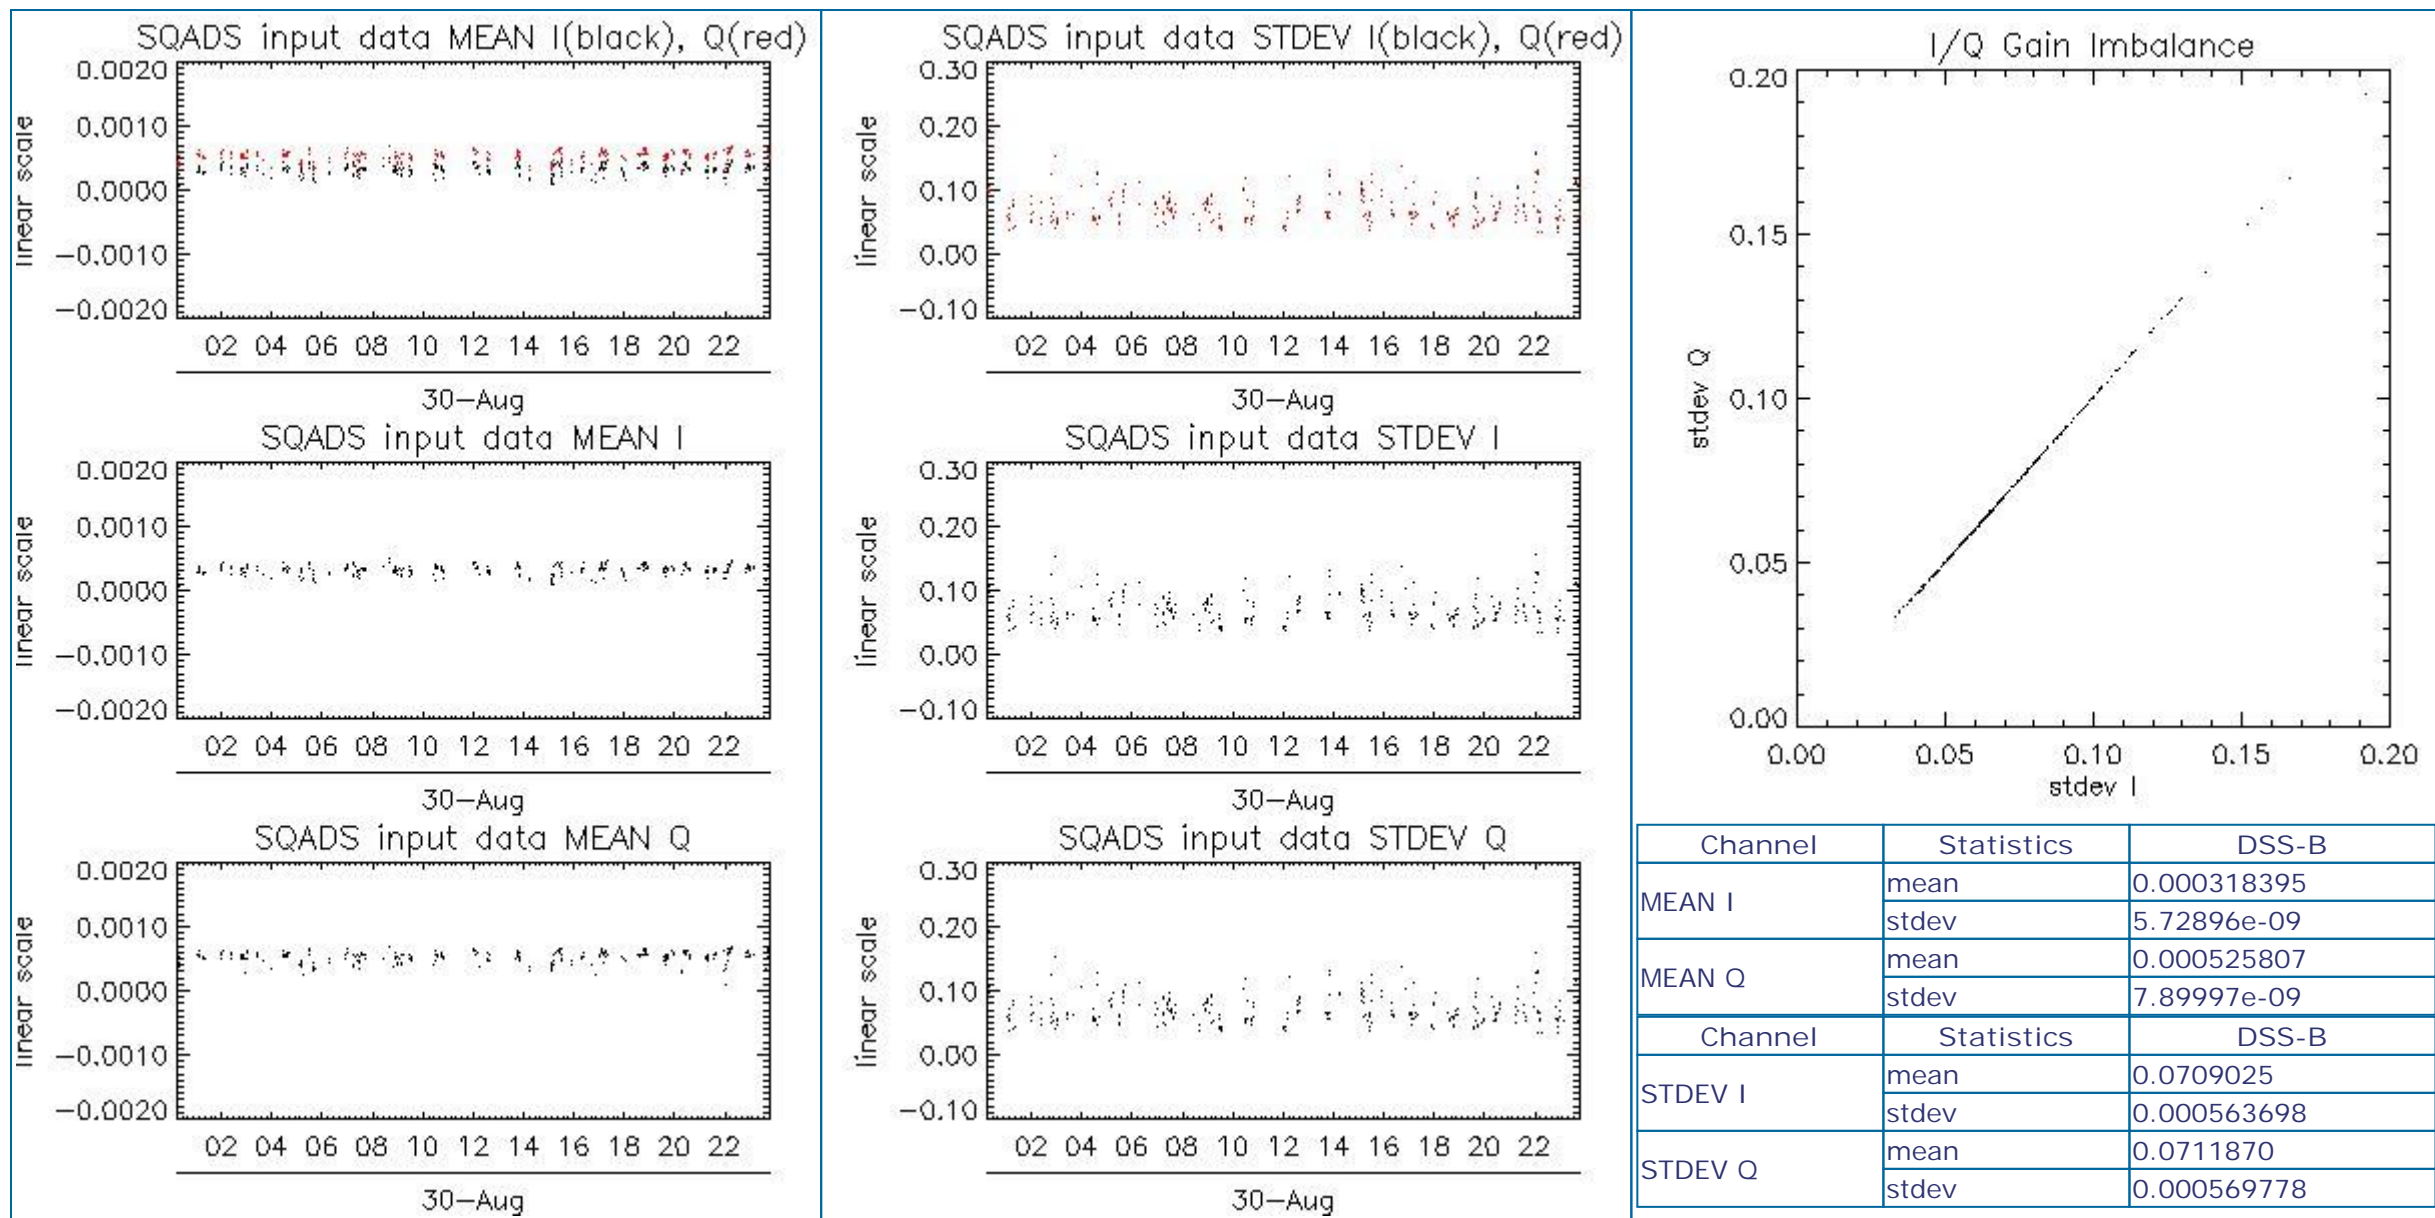 SQADS input data MEAN I(black), Q(red)
0.0020
0.0010
0.0000
-0.0010
-0.0020
linear scale
02 04 06 08 10 12 14 16 18 20 22
30-Aug
SQADS input data MEAN I
0.0020
0.0010
0.0000
-0.0010
-0.0020
linear scale
02 04 06 08 10 12 14 16 18 20 22
30-Aug
SQADS input data MEAN Q
0.0020
0.0010
0.0000
-0.0010
-0.0020
linear scale
02 04 06 08 10 12 14 16 18 20 22
30-Aug
SQADS input data STDEV I(black), Q(red)
0.30
0.20
0.10
0.00
-0.10
linear scale
02 04 06 08 10 12 14 16 18 20 22
30-Aug
SQADS input data STDEV I
0.30
0.20
0.10
0.00
-0.10
linear scale
02 04 06 08 10 12 14 16 18 20 22
30-Aug
SQADS input data STDEV Q
0.30
0.20
0.10
0.00
-0.10
linear scale
02 04 06 08 10 12 14 16 18 20 22
30-Aug
I/Q Gain Imbalance
0.20
0.15
0.10
0.05
0.00
stdev Q
0.00 0.05 0.10 0.15 0.20
stdev I
Channel Statistics DSS-B
MEAN I mean 0.000318395
stdev 5.72896e-09
MEAN Q mean 0.000525807
stdev 7.89997e-09
Channel Statistics DSS-B
STDEV I mean 0.0709025
stdev 0.000563698
STDEV Q mean 0.0711870
stdev 0.000569778